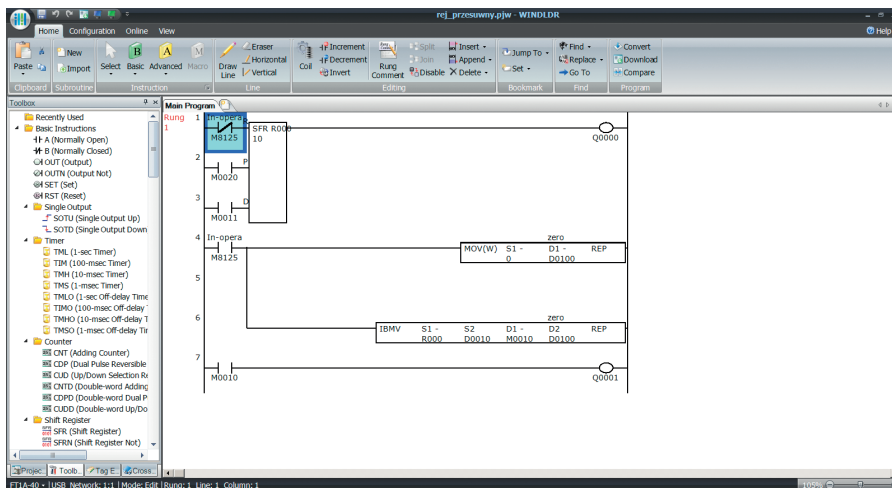 rej_przesuwny.pjw - WINDLDR
Home Configuration Online View
Help
Paste
New
Import
Select Basic Advanced Macro
Draw Line
Eraser
Horizontal
Vertical
Coil
Increment
Decrement
Invert
Rung Comment
Split
Join
Disable
Insert
Append
Delete
Jump To
Set
Find
Replace
Go To
Convert
Download
Compare
Clipboard Subroutine Instruction Line Editing Bookmark Find Program
Toolbox
Recently Used
Basic Instructions
A (Normally Open)
B (Normally Closed)
OUT (Output)
OUTN (Output Not)
SET (Set)
RST (Reset)
Single Output
SOTU (Single Output Up)
SOTD (Single Output Down
Timer
TML (1-sec Timer)
TIM (100-msec Timer)
TMH (10-msec Timer)
TMS (1-msec Timer)
TMLO (1-sec Off-delay Time
TIMO (100-msec Off-delay
TMHO (10-msec Off-delay T
TMSO (1-msec Off-delay Tir
Counter
CNT (Adding Counter)
CDP (Dual Pulse Reversible
CUD (Up/Down Selection Re
CNTD (Double-word Adding
CDPD (Double-word Dual P
CUDD (Double-word Up/Do
Shift Register
SFR (Shift Register)
SFRN (Shift Register Not)
Projec.. Toolb.. Tag E.. Cross..
Main Program
Rung 1 In-opera
1 M8125
R SFR R000
10
Q0000
2 P
M0020
3 D
M0011
4 In-opera
M8125
zero
MOV(W) S1 - D1 - REP
0 D0100
5
6 zero
IBMV S1 - S2 D1 - D2 REP
R000 D0010 M0010 D0100
7
M0010 Q0001
FT1A-40 USB Network: 1:1 Mode: Edit Rung: 1 Line: 1 Column: 1
105%